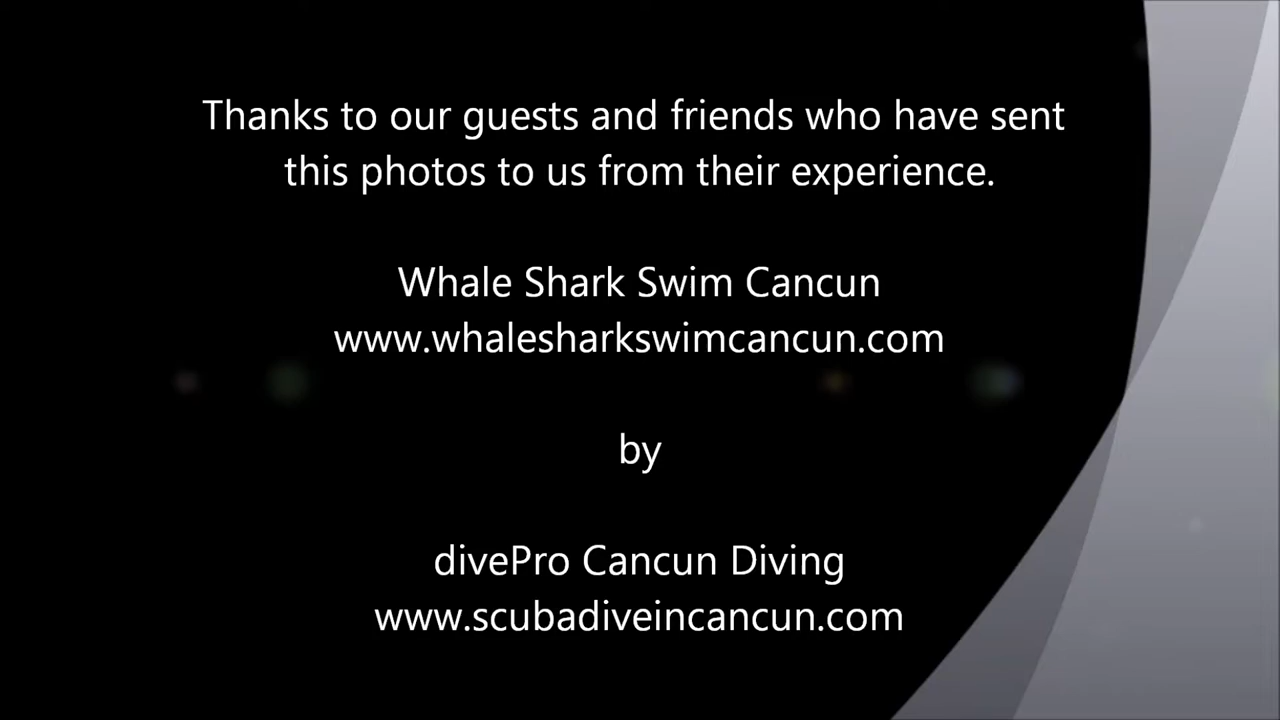 Thanks to our guests and friends who have sent
this photos to us from their experience.
Whale Shark Swim Cancun
www.whalesharkswimcancun.com
by
divePro Cancun Diving
www.scubadiveincancun.com